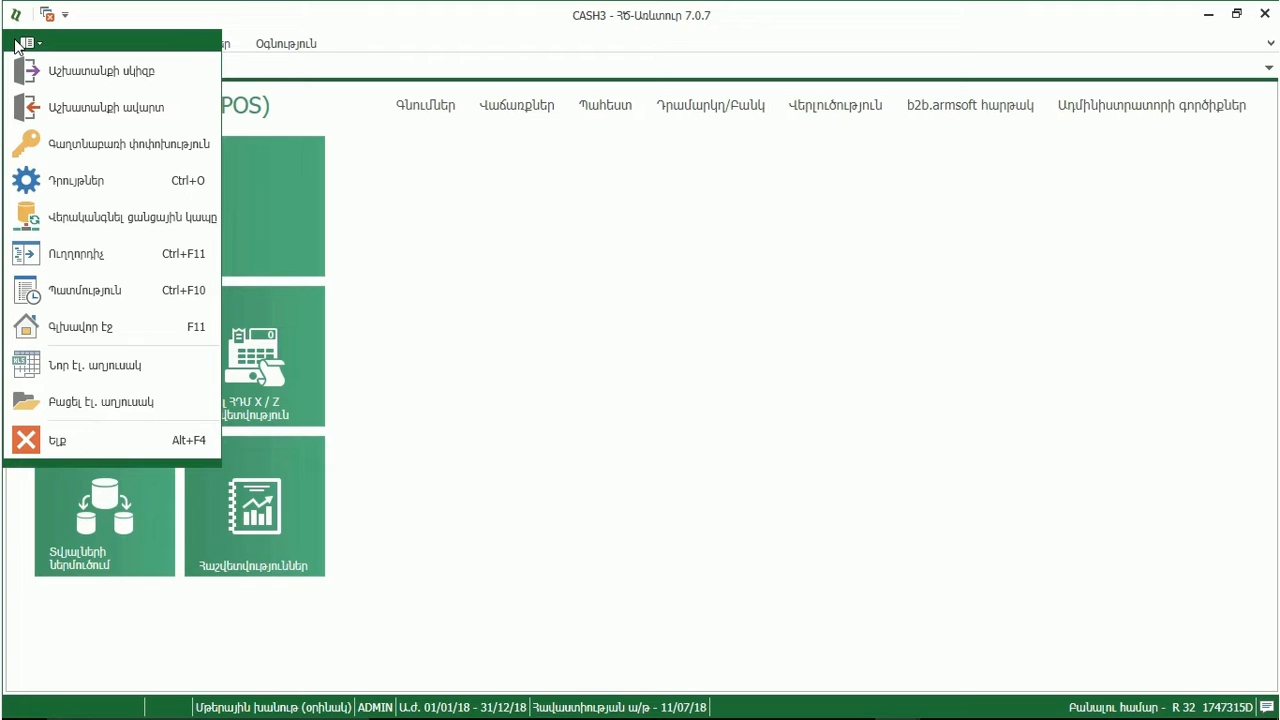 CASH3 - ՀԾ-Առևտուր 7.0.7
Օգնություն
Աշխատանքի սկիզբ
Աշխատանքի ավարտ
Գաղտնաբառի փոփոխություն
Դրույթներ Ctrl+O
Վերականգնել ցանցային կապը
Ուղղորդիչ Ctrl+F11
Պատմություն Ctrl+F10
Գլխավոր էջ F11
Նոր էլ. աղյուսակ
Բացել էլ. աղյուսակ
Ելք Alt+F4
POS)
Գնումներ Վաճառքներ Պահեստ Դրամարկղ/Բանկ Վերլուծություն b2b.armsoft հարթակ Ադմինիստրատորի գործիքներ
ՀԴՄ X / Z
Տվյալների
ներմուծում
Հաշվետվություններ
Մթերային խանութ (օրինակ) ADMIN Ա.ժ. 01/01/18 - 31/12/18 Հավաստիության ա/թ - 11/07/18 Բանալու համար - R 32 1747315D